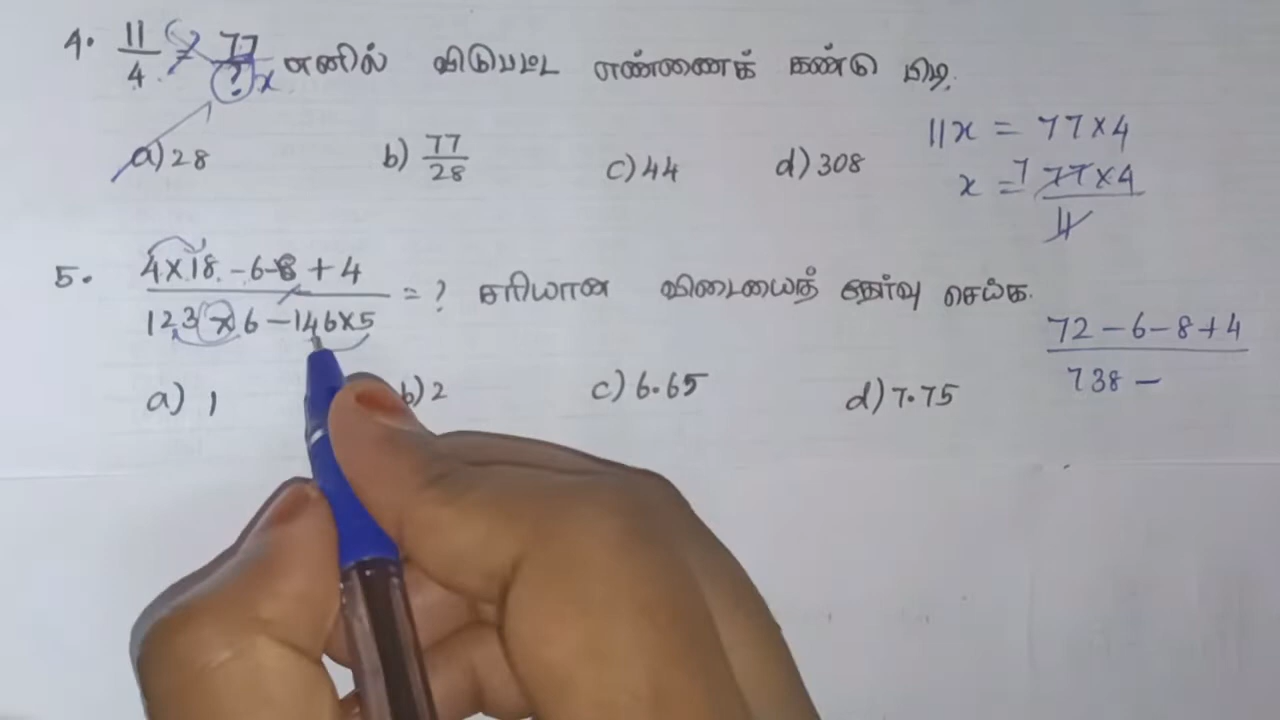 4. 11/4 = 77/? x எனில் விடுபட்ட எண்ணைக் கண்டு பிடி.
a) 28 b) 77/28 c) 44 d) 308
11x = 77×4
x = 7 77×4/11
5. 4×18-6-8+4/123×6-146×5 = ? சரியான விடையைத் தேர்வு செய்க.
a) 1 b) 2 c) 6.65 d) 7.75
72-6-8+4
738-